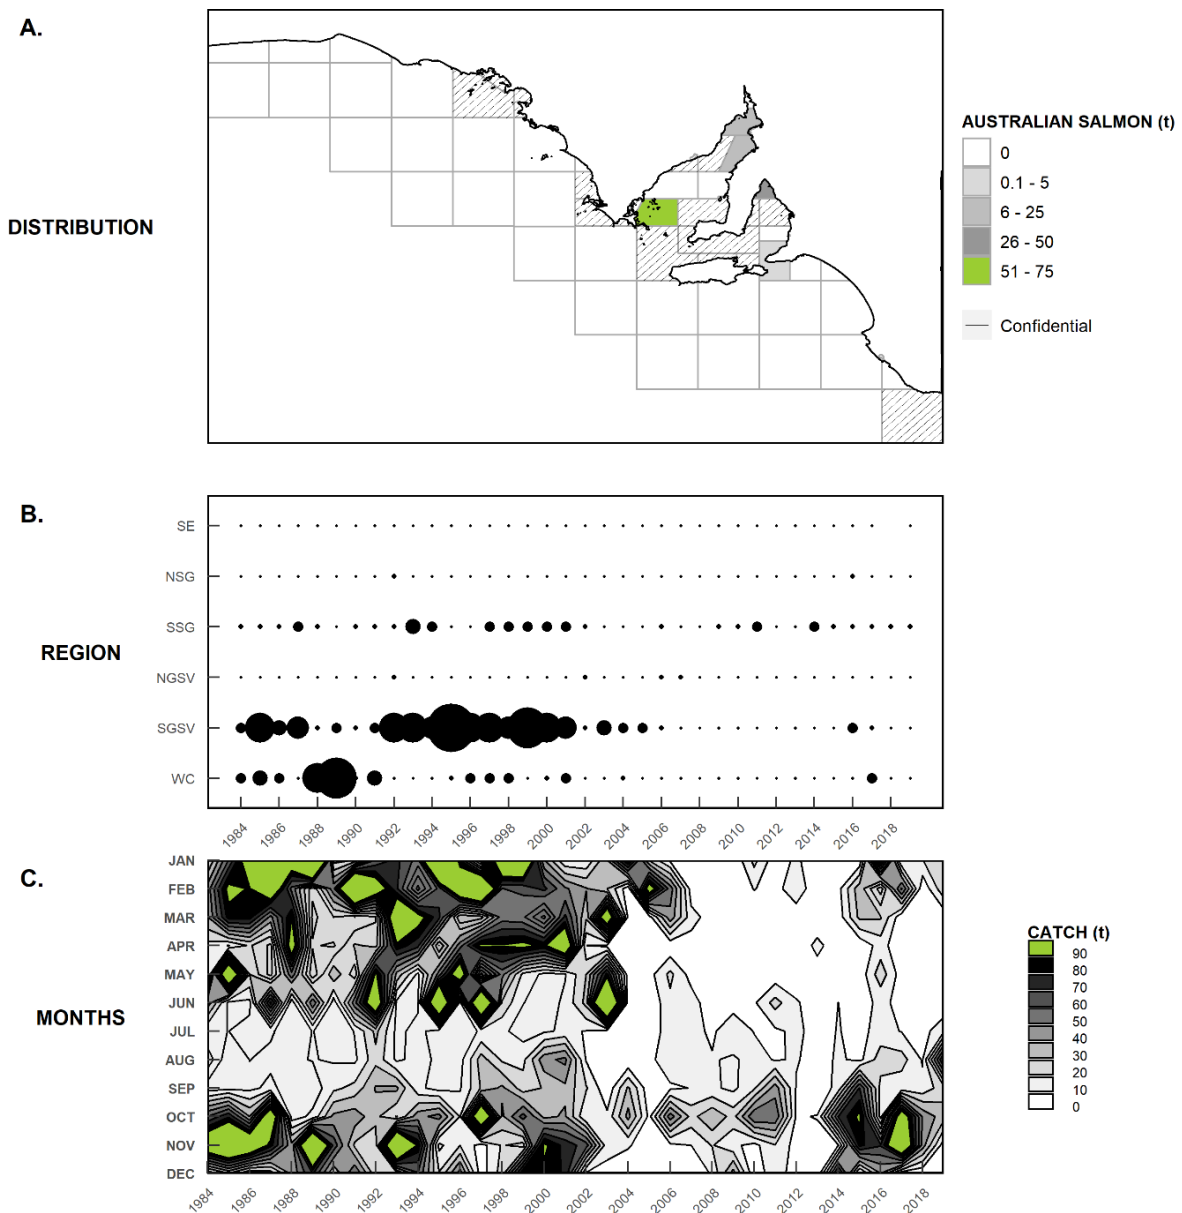 A.
DISTRIBUTION
AUSTRALIAN SALMON (t)
0
0.1 - 5
6 - 25
26 - 50
51 - 75
Confidential
B.
REGION
SE
NSG
SSG
NGSV
SGSV
WC
1984 1986 1988 1990 1992 1994 1996 1998 2000 2002 2004 2006 2008 2010 2012 2014 2016 2018
C.
MONTHS
JAN
FEB
MAR
APR
MAY
JUN
JUL
AUG
SEP
OCT
NOV
DEC
1984 1986 1988 1990 1992 1994 1996 1998 2000 2002 2004 2006 2008 2010 2012 2014 2016 2018
CATCH (t)
90
80
70
60
50
40
30
20
10
0